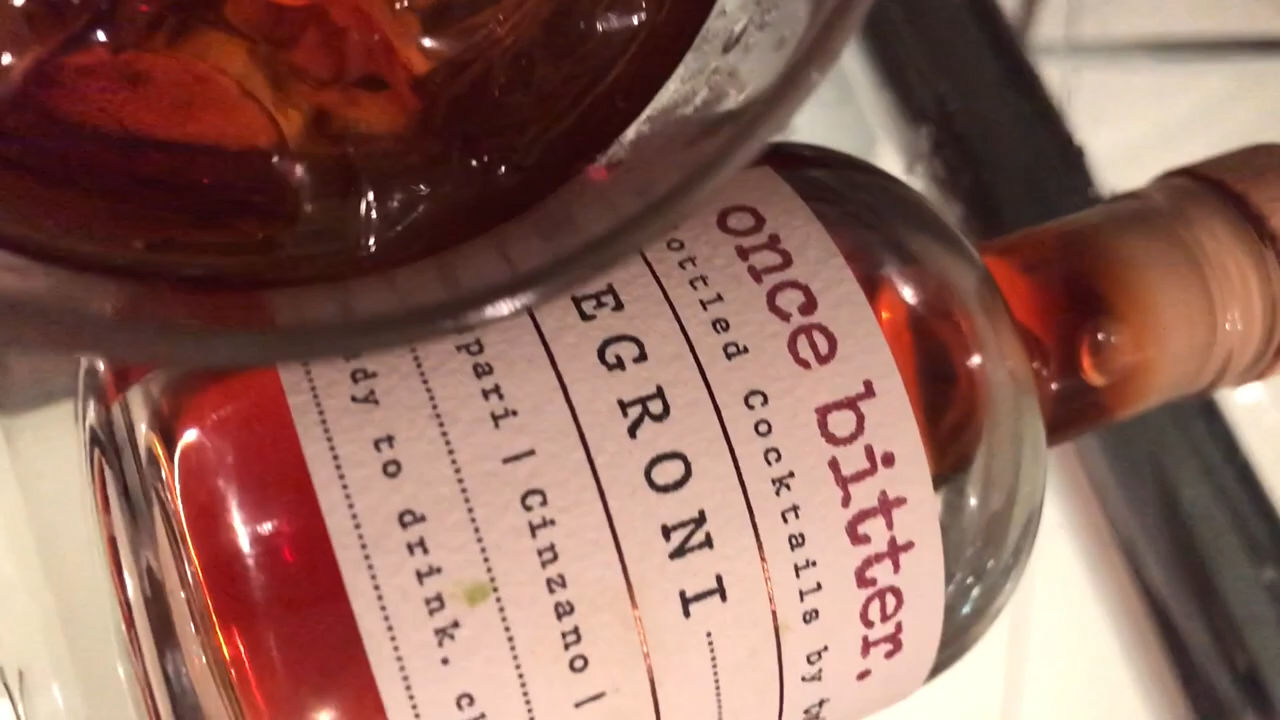 once bitter.
ottled cocktails by
EGRONI
pari | Cinzano |
dy to drink.